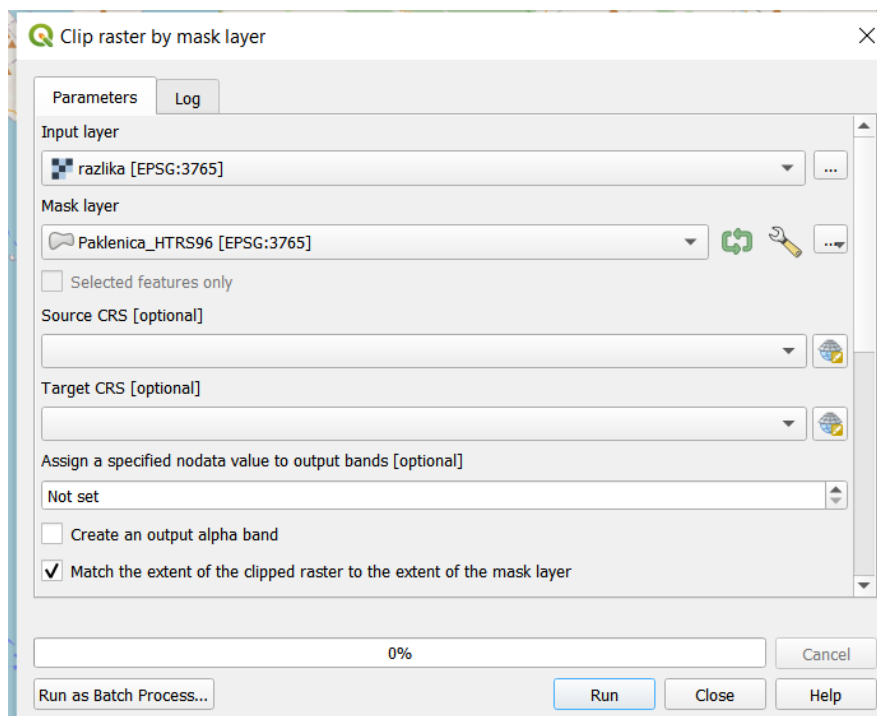 Clip raster by mask layer
Parameters Log
Input layer
razlika [EPSG:3765]
...
Mask layer
Paklenica_HTRS96 [EPSG:3765]
...
Selected features only
Source CRS [optional]
Target CRS [optional]
Assign a specified nodata value to output bands [optional]
Not set
Create an output alpha band
Match the extent of the clipped raster to the extent of the mask layer
0%
Cancel
Run as Batch Process...
Run
Close
Help